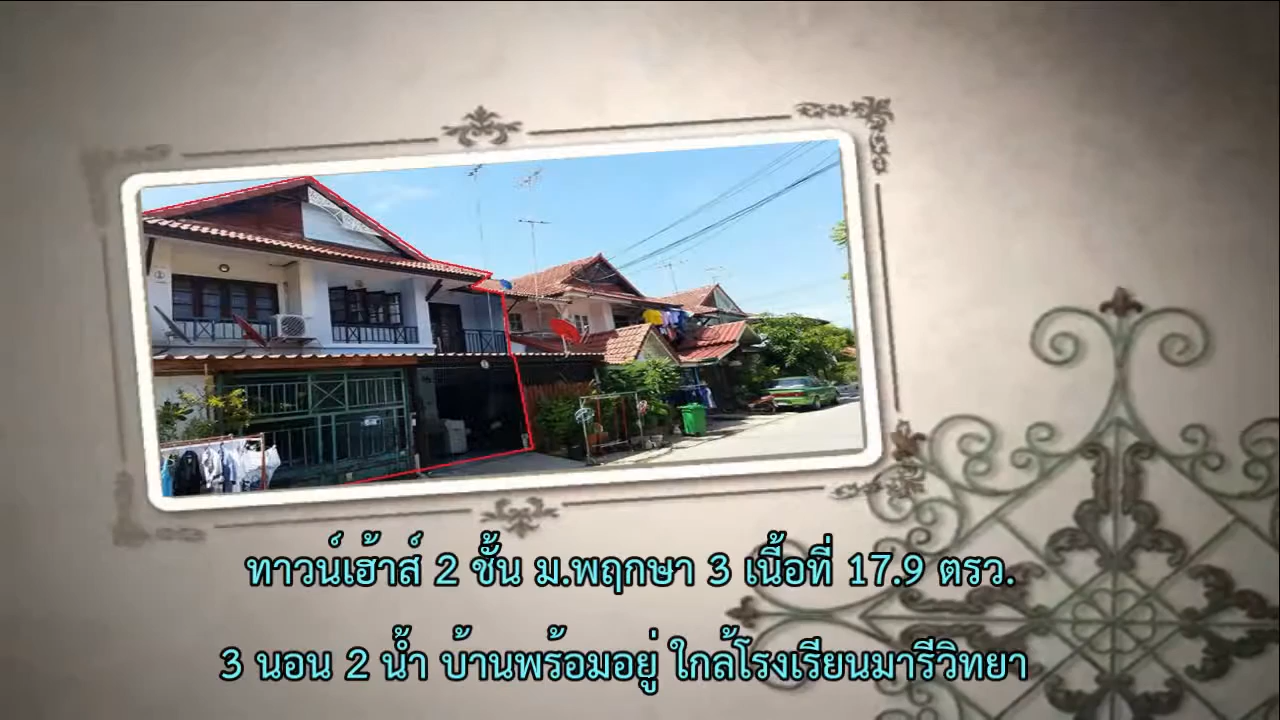 ทาวน์เฮ้าส์ 2 ชั้น ม.พฤกษา 3 เนื้อที่ 17.9 ตรว.
3 นอน 2 น้ำ บ้านพร้อมอยู่ ใกล้โรงเรียนมารีวิทยา